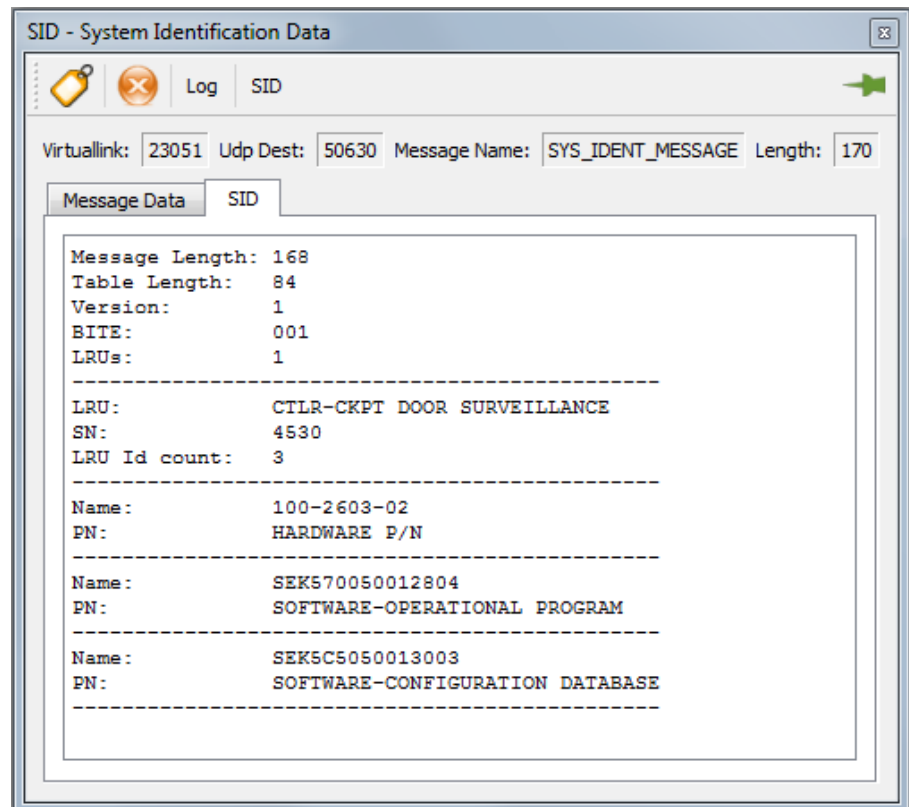 SID - System Identification Data
Log SID
Virtuallink: 23051 Udp Dest: 50630 Message Name: SYS_IDENT_MESSAGE Length: 170
Message Data SID
Message Length: 168
Table Length: 84
Version: 1
BITE: 001
LRUs: 1
-----------------------------------------------
LRU: CTLR-CKPT DOOR SURVEILLANCE
SN: 4530
LRU Id count: 3
-----------------------------------------------
Name: 100-2603-02
PN: HARDWARE P/N
-----------------------------------------------
Name: SEK570050012804
PN: SOFTWARE-OPERATIONAL PROGRAM
-----------------------------------------------
Name: SEK5C5050013003
PN: SOFTWARE-CONFIGURATION DATABASE
-----------------------------------------------